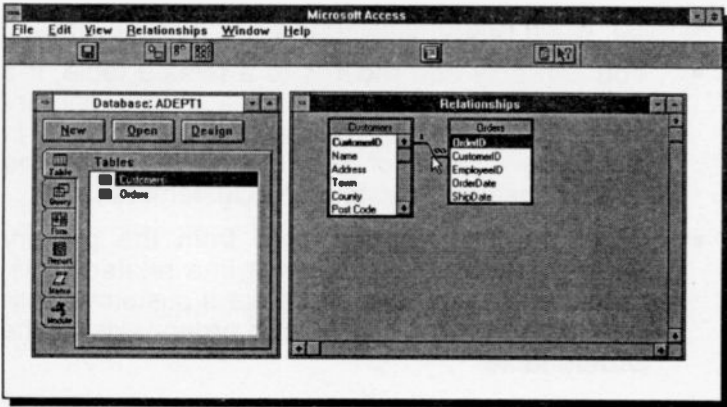 Microsoft Access
File Edit View Relationships Window Help
Database: ADEPT1
New Open Design
Tables
Table
Query
Form
Report
Macro
Module
Customers
Orders
Relationships
Customers
CustomerID
Name
Address
Town
County
Post Code
1
Orders
OrderID
CustomerID
EmployeeID
OrderDate
ShipDate